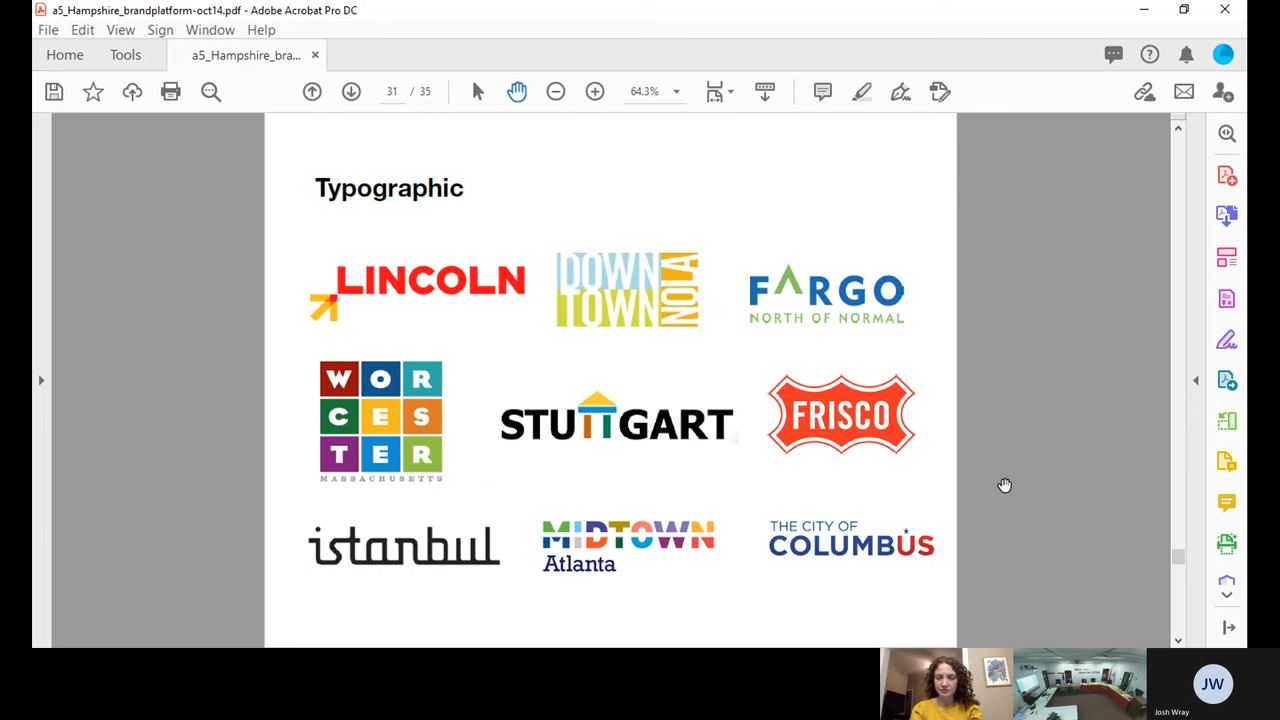 a5_Hampshire_brandplatform-oct14.pdf - Adobe Acrobat Pro DC
File Edit View Sign Window Help
Home Tools a5_Hampshire_bra... ×
31 / 35 64.3%
Typographic
LINCOLN
DOWN
TOWN
NOLA
FARGO
NORTH OF NORMAL
WOR
CES
TER
MASSACHUSETTS
STUTTGART
FRISCO
istanbul
MIDTOWN
Atlanta
THE CITY OF
COLUMBUS
JW
Josh Wray